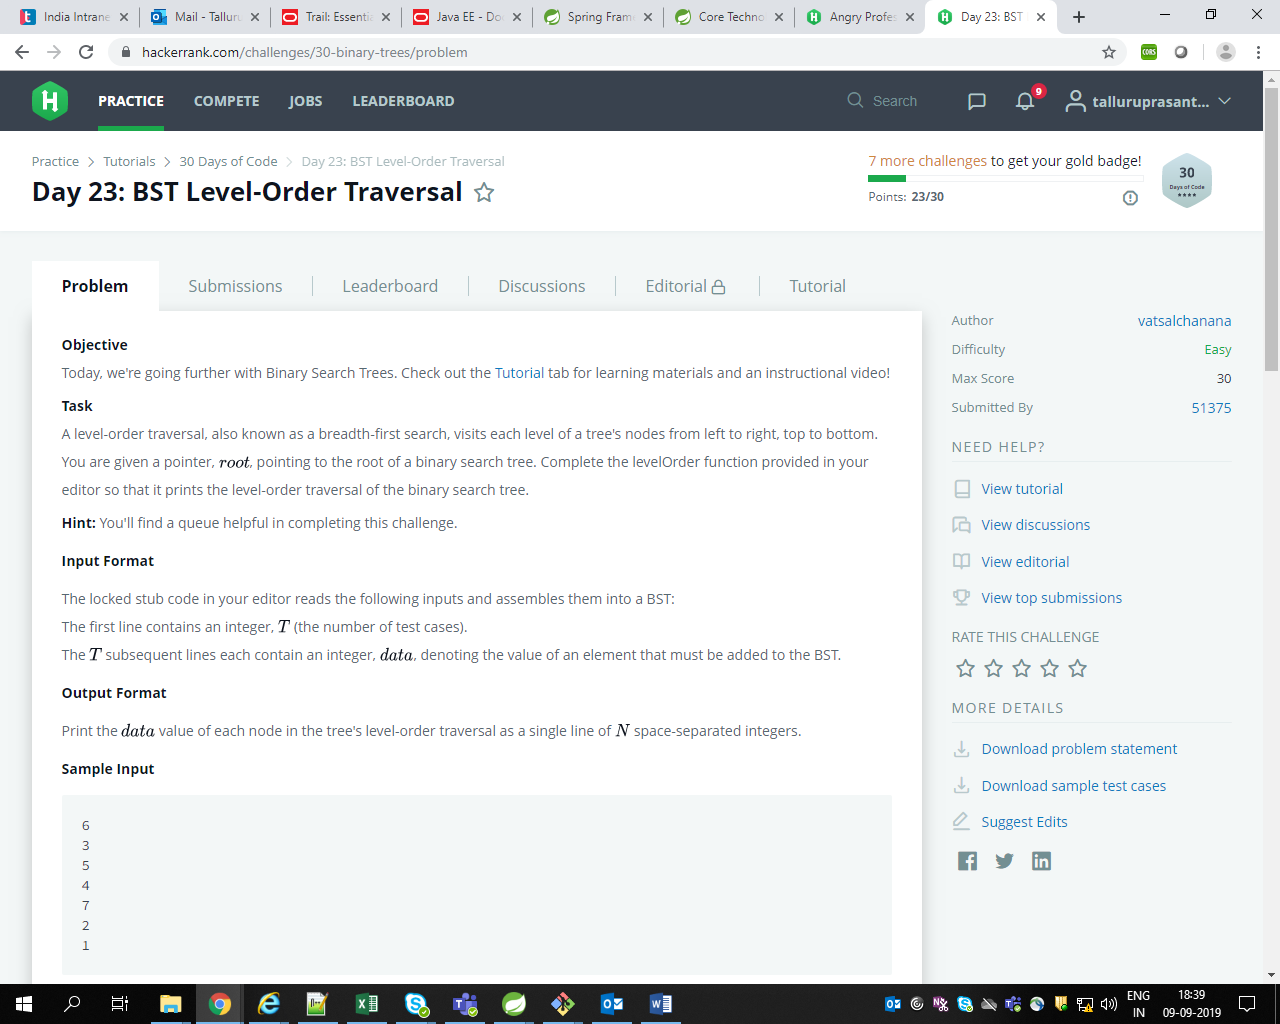 India Intrane
Mail - Tallur
Trail: Essentia
Java EE - Do
Spring Fram
Core Techno
Angry Profes
Day 23: BST
hackerrank.com/challenges/30-binary-trees/problem
CORS
H
PRACTICE
COMPETE
JOBS
LEADERBOARD
Search
9
talluruprasant...
Practice > Tutorials > 30 Days of Code > Day 23: BST Level-Order Traversal
Day 23: BST Level-Order Traversal
7 more challenges to get your gold badge!
Points: 23/30
30
Days of Code
Problem
Submissions
Leaderboard
Discussions
Editorial
Tutorial
Objective
Today, we're going further with Binary Search Trees. Check out the Tutorial tab for learning materials and an instructional video!
Task
A level-order traversal, also known as a breadth-first search, visits each level of a tree's nodes from left to right, top to bottom.
You are given a pointer, root, pointing to the root of a binary search tree. Complete the levelOrder function provided in your
editor so that it prints the level-order traversal of the binary search tree.
Hint: You'll find a queue helpful in completing this challenge.
Input Format
The locked stub code in your editor reads the following inputs and assembles them into a BST:
The first line contains an integer, T (the number of test cases).
The T subsequent lines each contain an integer, data, denoting the value of an element that must be added to the BST.
Output Format
Print the data value of each node in the tree's level-order traversal as a single line of N space-separated integers.
Sample Input
6
3
5
4
7
2
1
Author vatsalchanana
Difficulty Easy
Max Score 30
Submitted By 51375
NEED HELP?
View tutorial
View discussions
View editorial
View top submissions
RATE THIS CHALLENGE
MORE DETAILS
Download problem statement
Download sample test cases
Suggest Edits
ENG
IN
18:39
09-09-2019